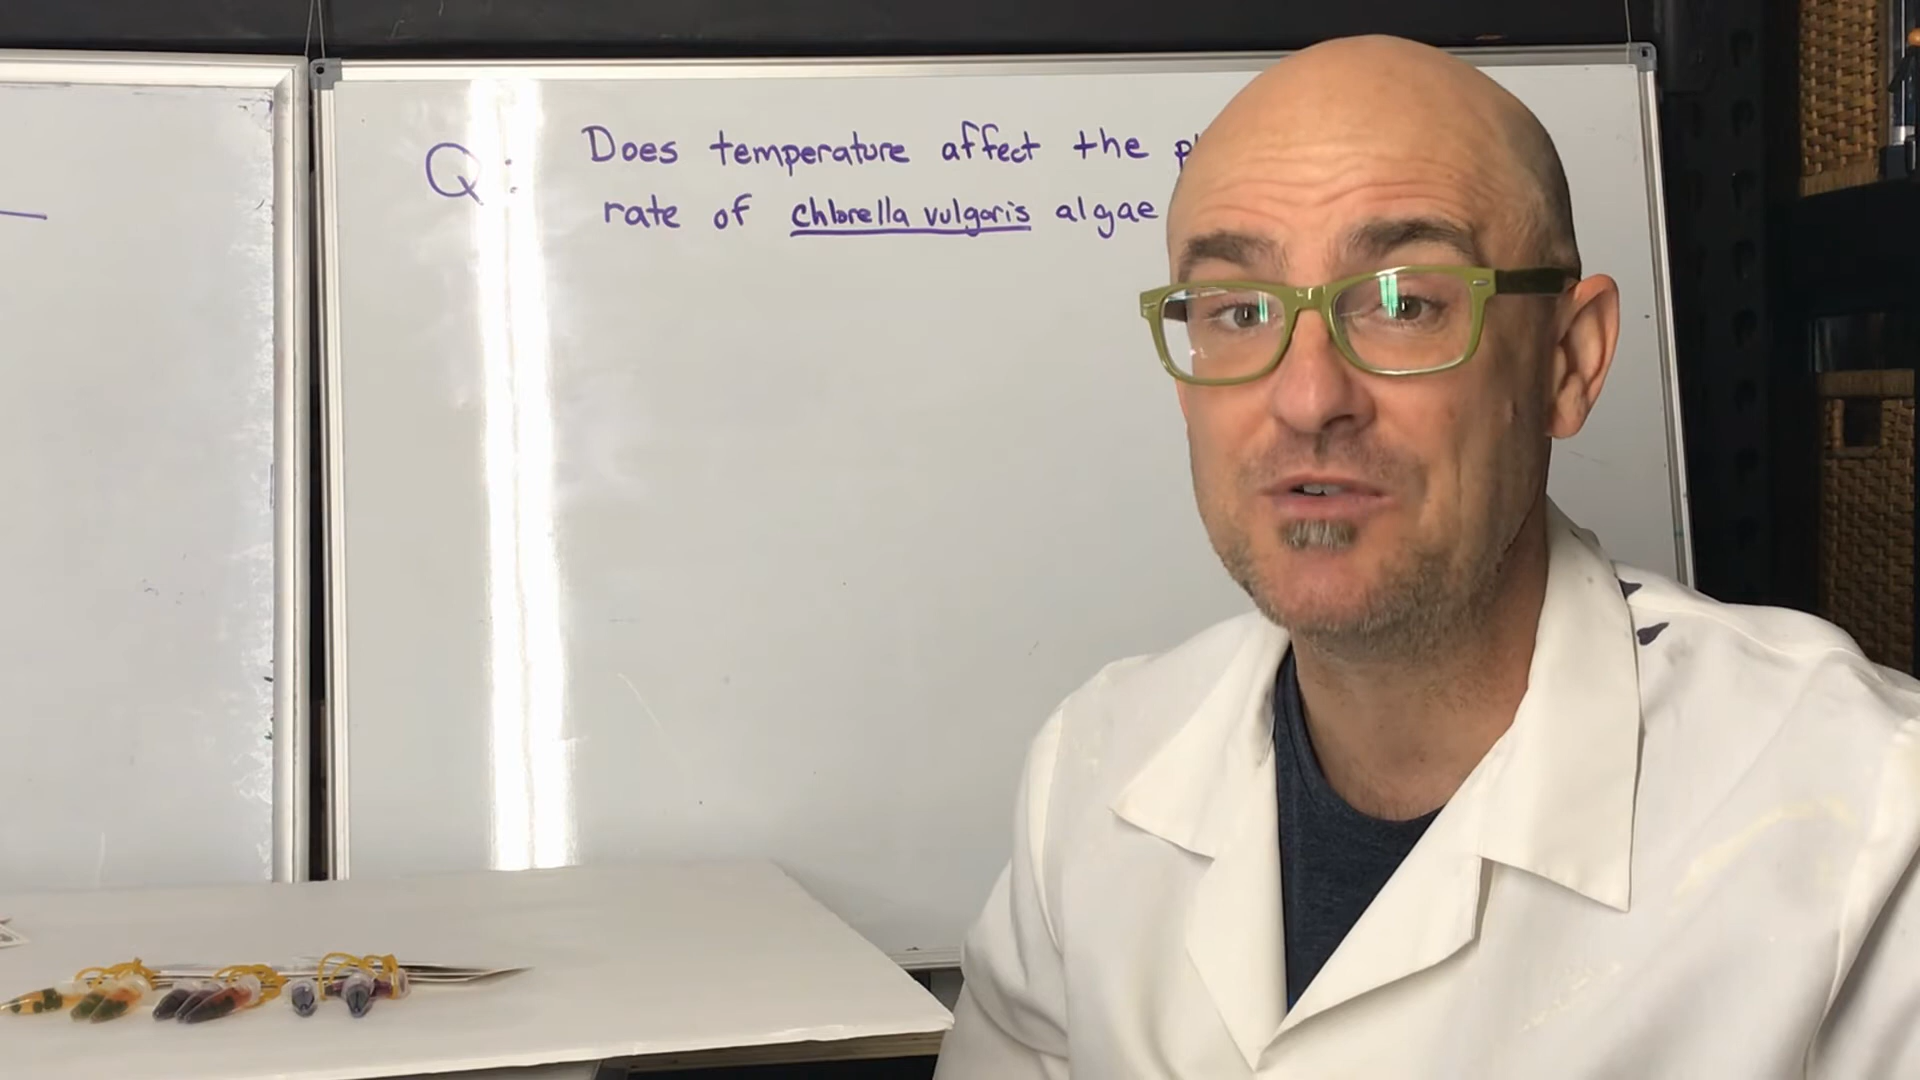 Q: Does temperature affect the
rate of chlorella vulgaris algae